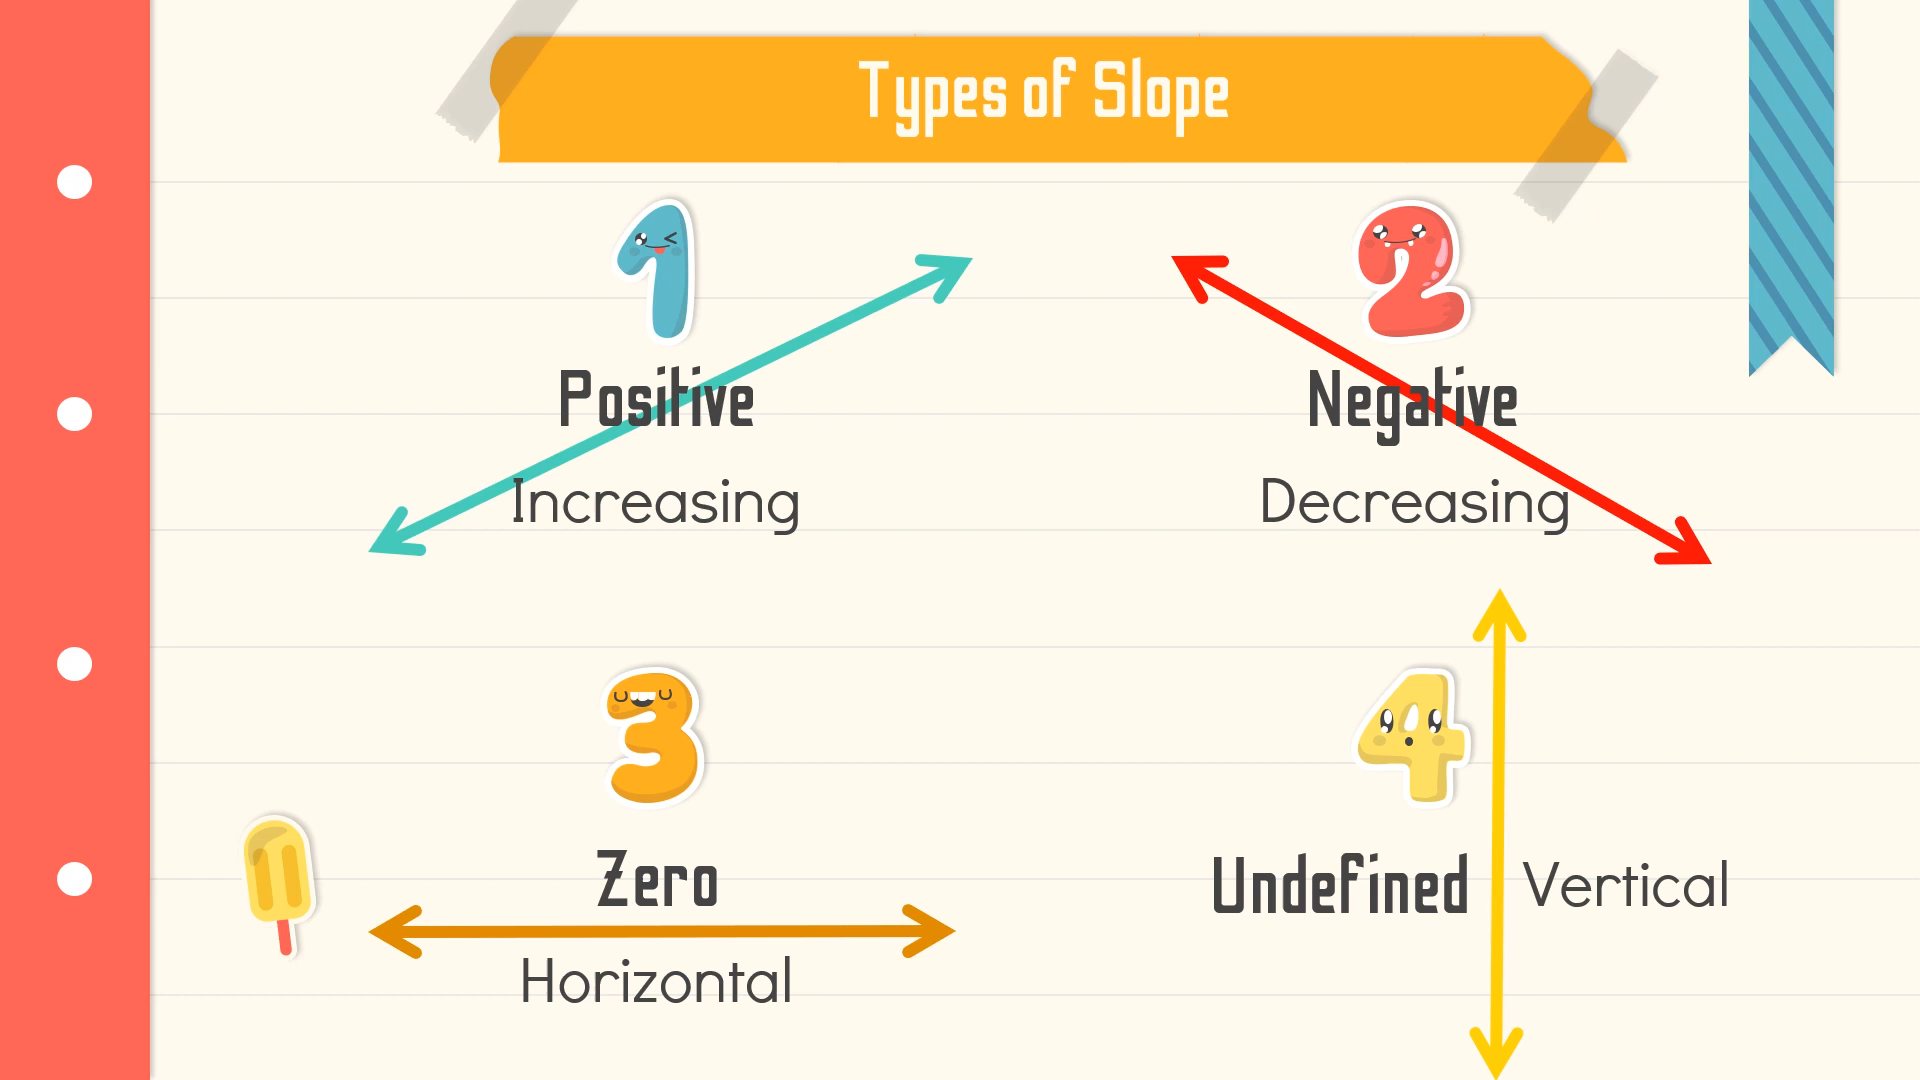 Types of Slope
1
Positive
Increasing
2
Negative
Decreasing
3
Zero
Horizontal
4
Undefined
Vertical